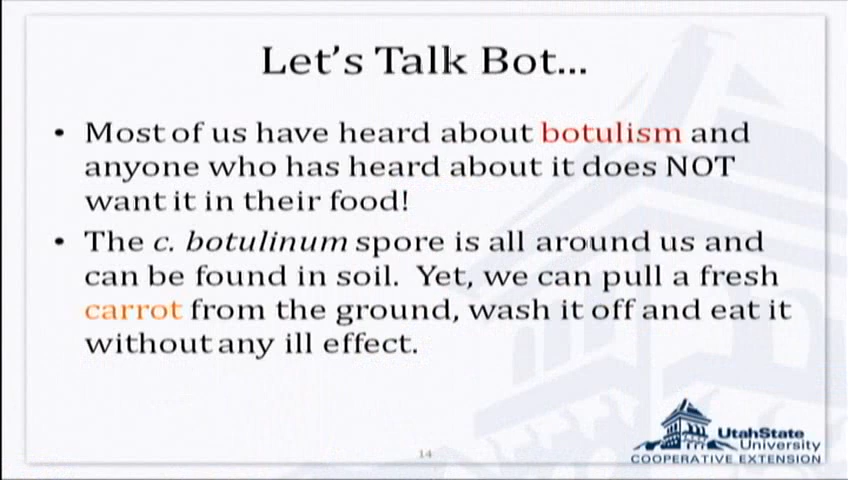 Let's Talk Bot...
• Most of us have heard about botulism and
anyone who has heard about it does NOT
want it in their food!
• The c. botulinum spore is all around us and
can be found in soil. Yet, we can pull a fresh
carrot from the ground, wash it off and eat it
without any ill effect.
14
UtahState
University
COOPERATIVE EXTENSION